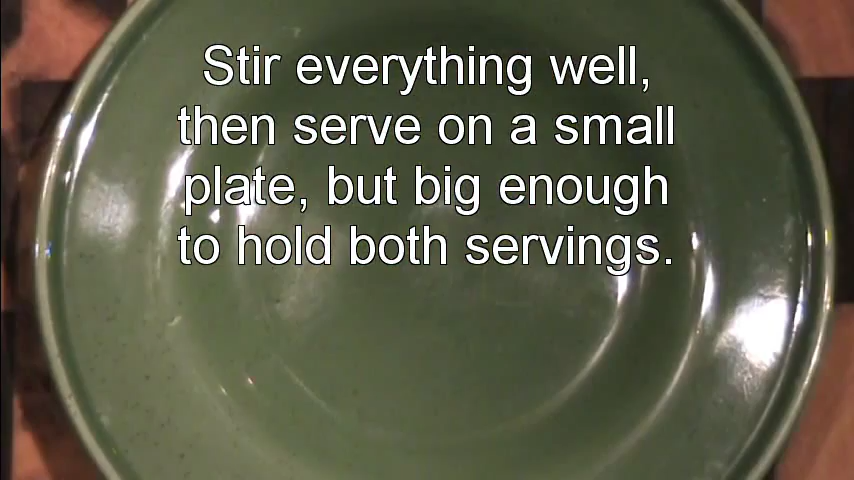 Stir everything well,
then serve on a small
plate, but big enough
to hold both servings.